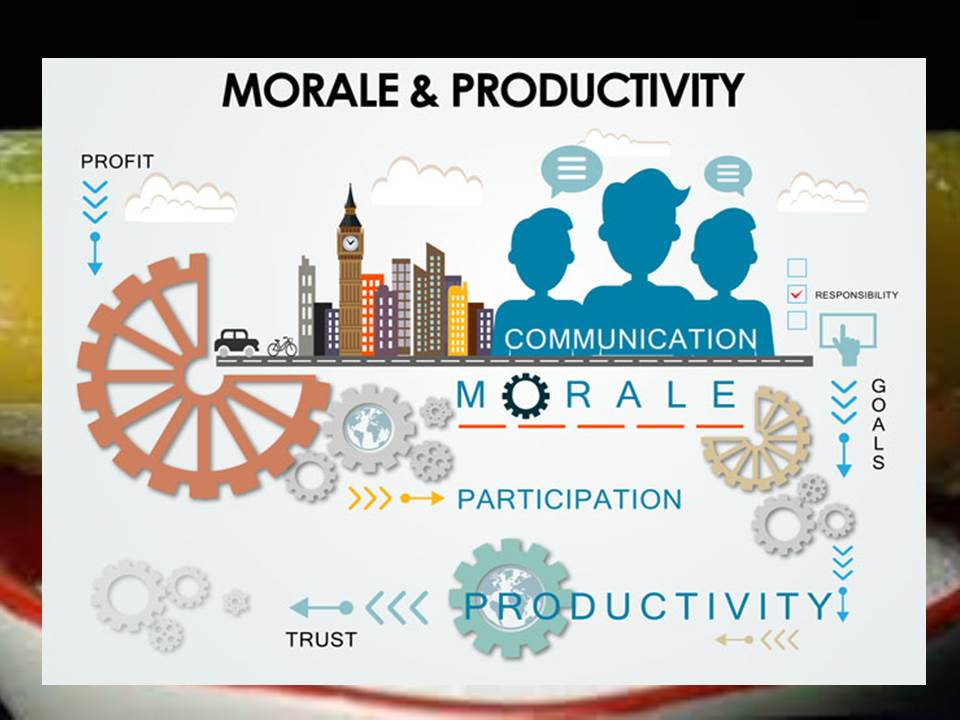 MORALE & PRODUCTIVITY
PROFIT
RESPONSIBILITY
COMMUNICATION
MORALE
GOALS
PARTICIPATION
PRODUCTIVITY
TRUST